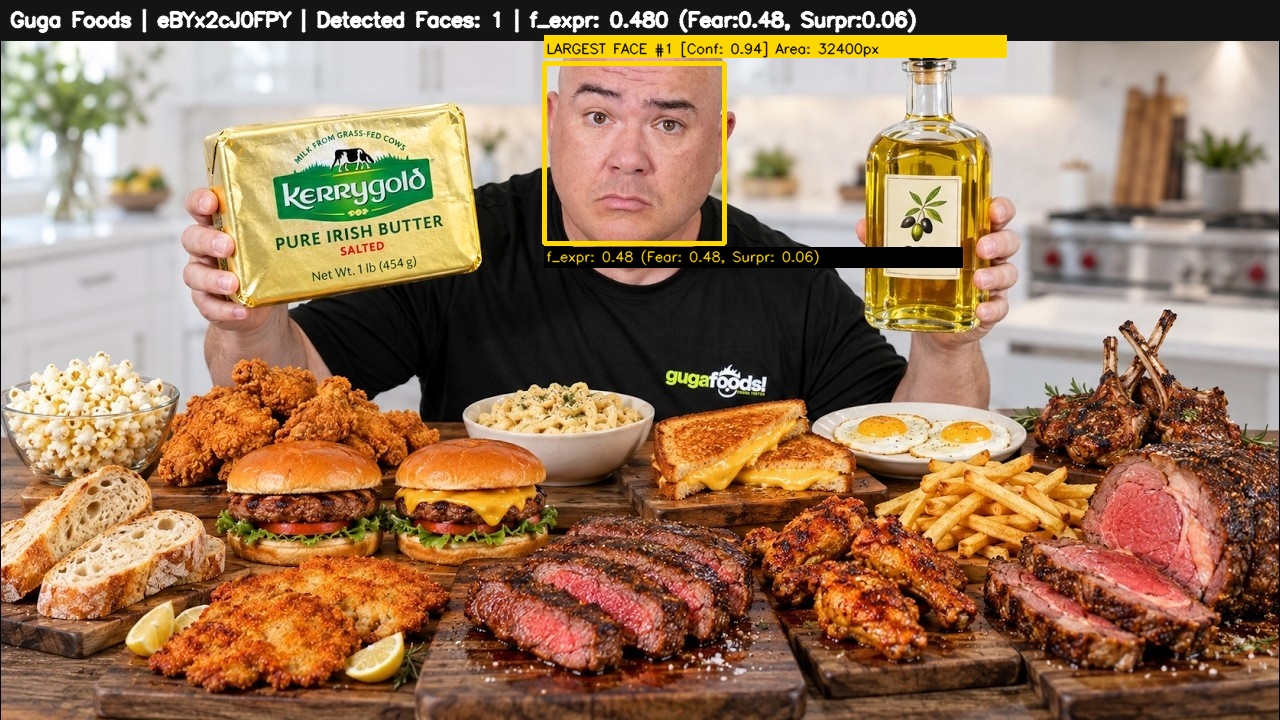 Guga Foods | eBYx2cJ0FPY | Detected Faces: 1 | f_expr: 0.480 (Fear:0.48, Surpr:0.06)
LARGEST FACE #1 [Conf: 0.94] Area: 32400px
MILK FROM GRASS-FED COWS
Kerrygold
PURE IRISH BUTTER
SALTED
Net Wt. 1 lb (454 g)
f_expr: 0.48 (Fear: 0.48, Surpr: 0.06)
gugafoods!